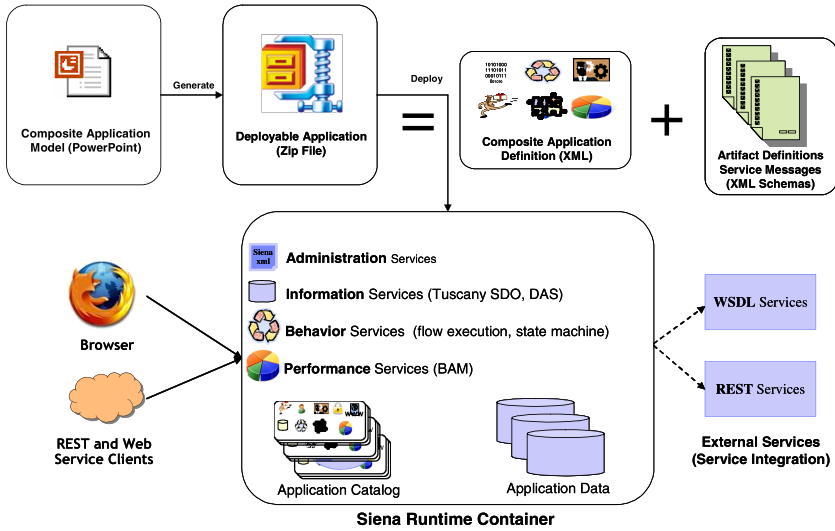 Generate
Deploy
Composite Application
Model (PowerPoint)
Deployable Application
(Zip File)
=
10101000
11101011
00010111
Composite Application
Definition (XML)
+
Artifact Definitions
Service Messages
(XML Schemas)
Siena
xml
Administration Services
Information Services (Tuscany SDO, DAS)
Behavior Services (flow execution, state machine)
Performance Services (BAM)
Browser
REST and Web
Service Clients
WSDL Services
REST Services
External Services
(Service Integration)
Application Catalog
Application Data
Siena Runtime Container